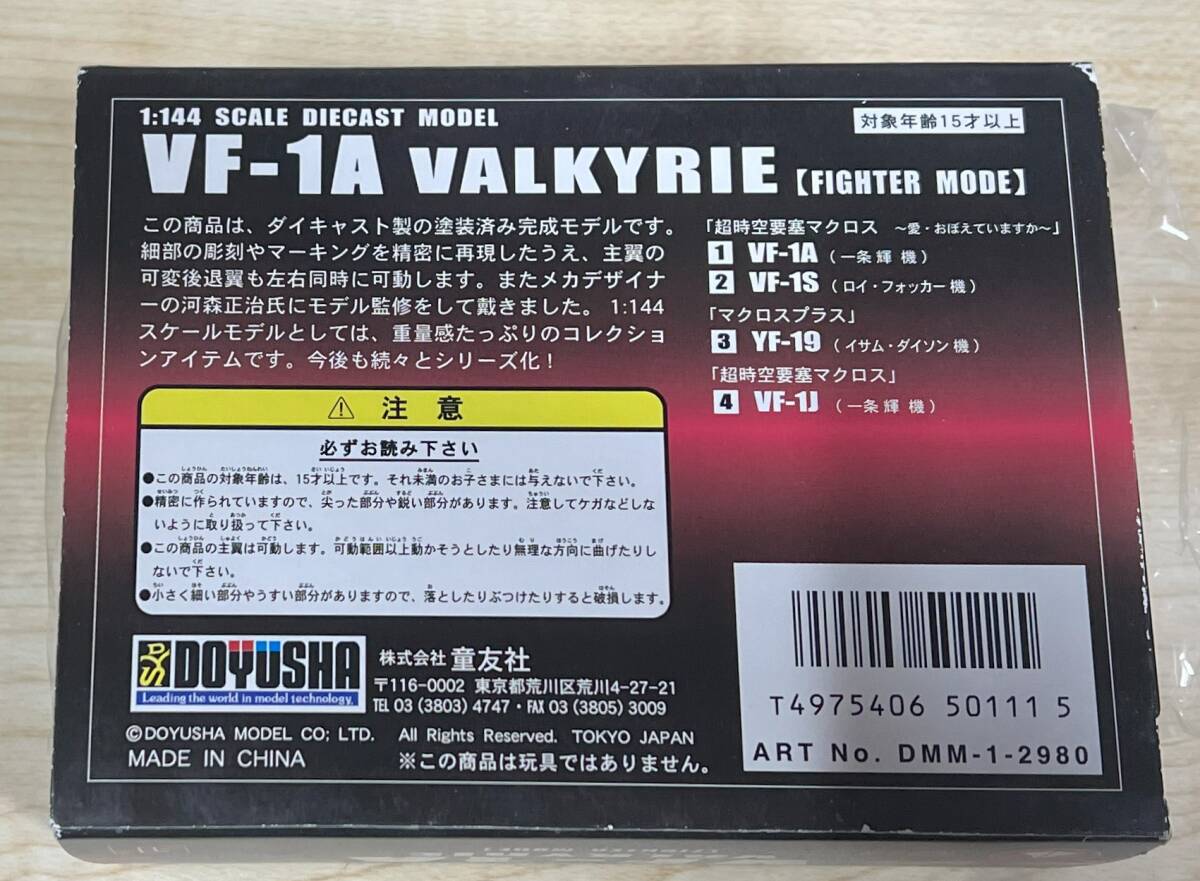 1:144 SCALE DIECAST MODEL
対象年齢15才以上
VF-1A VALKYRIE 【FIGHTER MODE】
この商品は、ダイキャスト製の塗装済み完成モデルです。
細部の彫刻やマーキングを精密に再現したうえ、主翼の
可変後退翼も左右同時に可動します。またメカデザイナ
ーの河森正治氏にモデル監修をして戴きました。1:144
スケールモデルとしては、重量感たっぷりのコレクショ
ンアイテムです。今後も続々とシリーズ化！
「超時空要塞マクロス ～愛・おぼえていますか～」
1 VF-1A （一条 輝 機）
2 VF-1S （ロイ・フォッカー 機）
「マクロスプラス」
3 YF-19 （イサム・ダイソン 機）
「超時空要塞マクロス」
4 VF-1J （一条 輝 機）
⚠ 注 意
必ずお読み下さい
●この商品の対象年齢は、15才以上です。それ未満のお子さまには与えないで下さい。
●精密に作られていますので、尖った部分や鋭い部分があります。注意してケガなどしな
いように取り扱って下さい。
●この商品の主翼は可動します。可動範囲以上動かそうとしたり無理な方向に曲げたりし
ないで下さい。
●小さく細い部分やうすい部分がありますので、落としたりぶつけたりすると破損します。
DOYUSHA
Leading the world in model technology.
株式会社 童友社
〒116-0002 東京都荒川区荒川4-27-21
TEL 03 (3803) 4747・FAX 03 (3805) 3009
©DOYUSHA MODEL CO; LTD. All Rights Reserved. TOKYO JAPAN
MADE IN CHINA ※この商品は玩具ではありません。
T4975406 50111 5
ART No. DMM-1-2980